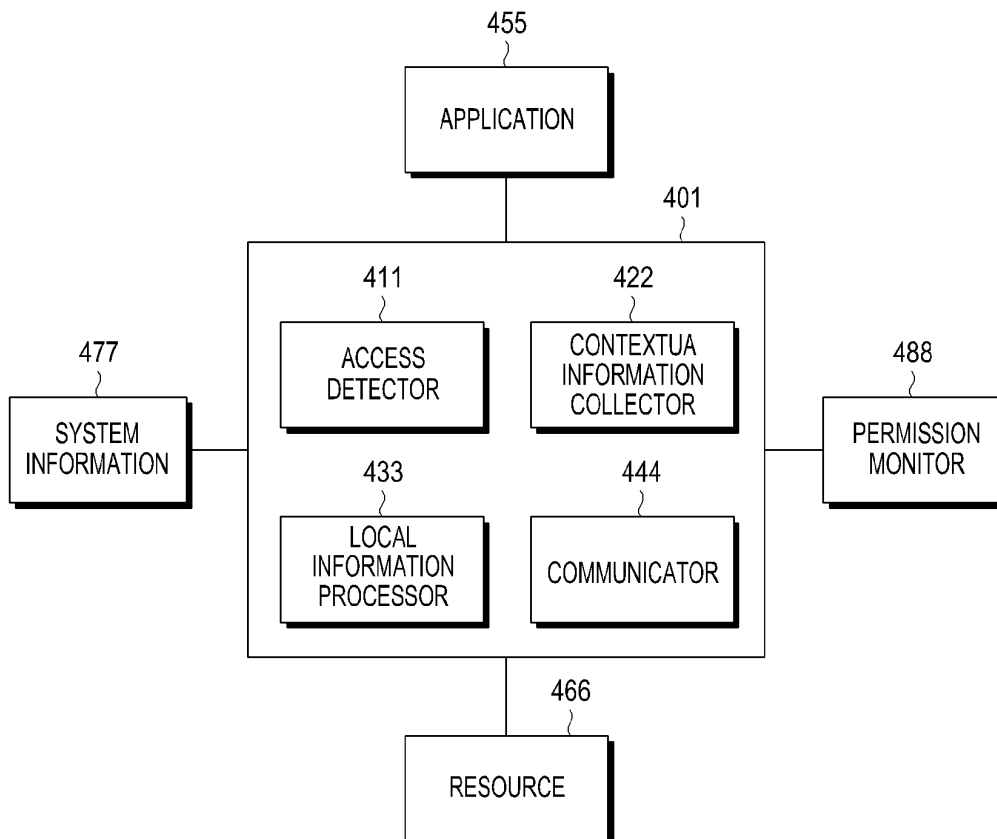 455
APPLICATION
401
411
422
ACCESS
DETECTOR
CONTEXTUA
INFORMATION
COLLECTOR
477
SYSTEM
INFORMATION
488
PERMISSION
MONITOR
433
444
LOCAL
INFORMATION
PROCESSOR
COMMUNICATOR
466
RESOURCE